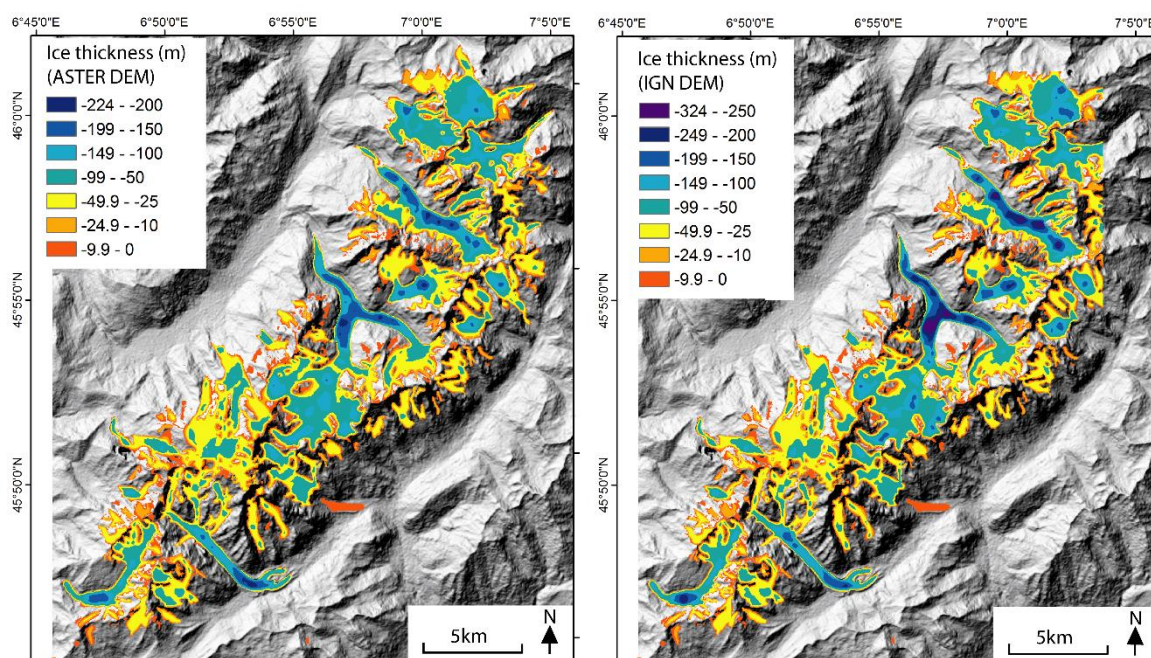 6°45'0"E 6°50'0"E 6°55'0"E 7°0'0"E 7°5'0"E
Ice thickness (m)
(ASTER DEM)
-224 - -200
-199 - -150
-149 - -100
-99 - -50
-49.9 - -25
-24.9 - -10
-9.9 - 0
46°0'0"N
45°55'0"N
45°50'0"N
5km
N
6°45'0"E 6°50'0"E 6°55'0"E 7°0'0"E 7°5'0"E
Ice thickness (m)
(IGN DEM)
-324 - -250
-249 - -200
-199 - -150
-149 - -100
-99 - -50
-49.9 - -25
-24.9 - -10
-9.9 - 0
46°0'0"N
45°55'0"N
45°50'0"N
5km
N